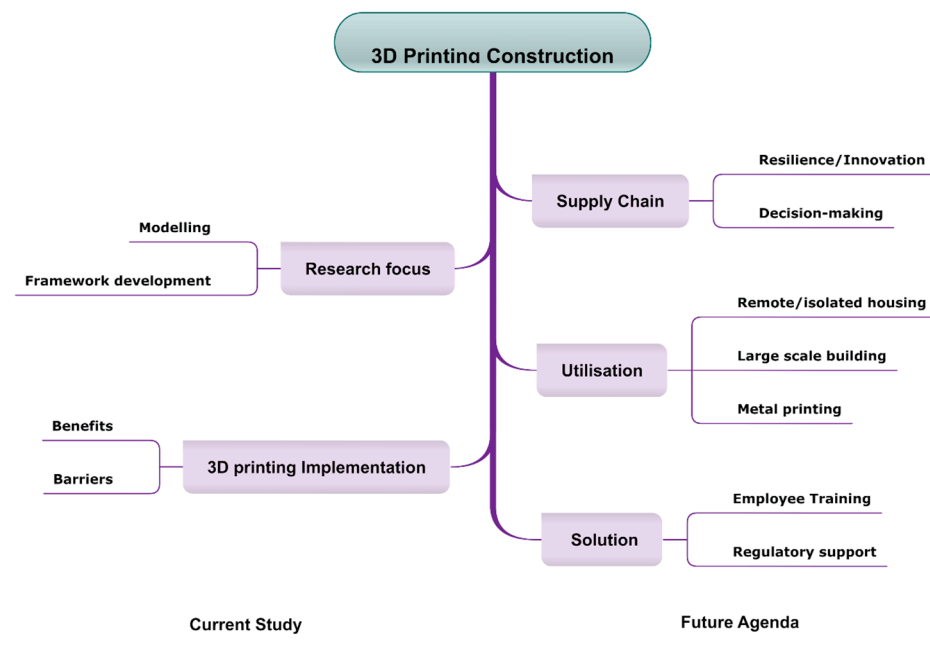 3D Printing Construction
Resilience/Innovation
Supply Chain
Decision-making
Modelling
Research focus
Framework development
Remote/isolated housing
Utilisation
Large scale building
Metal printing
Benefits
3D printing Implementation
Barriers
Employee Training
Solution
Regulatory support
Current Study
Future Agenda